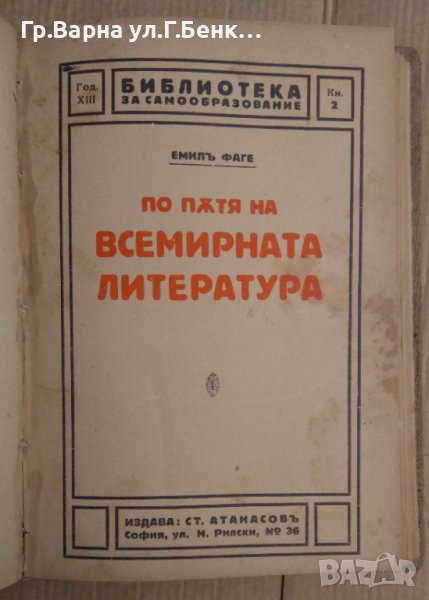 Гр.Варна ул.Г.Бенк...
Год. XIII
БИБЛИОТЕКА
ЗА САМООБРАЗОВАНИЕ
Кн. 2
ЕМИЛЪ ФАГЕ
ПО ПѪТЯ НА
ВСЕМИРНАТА
ЛИТЕРАТУРА
ИЗДАВА: СТ. АТАНАСОВЪ
София, ул. И. Рилски, № 36
BAZAR